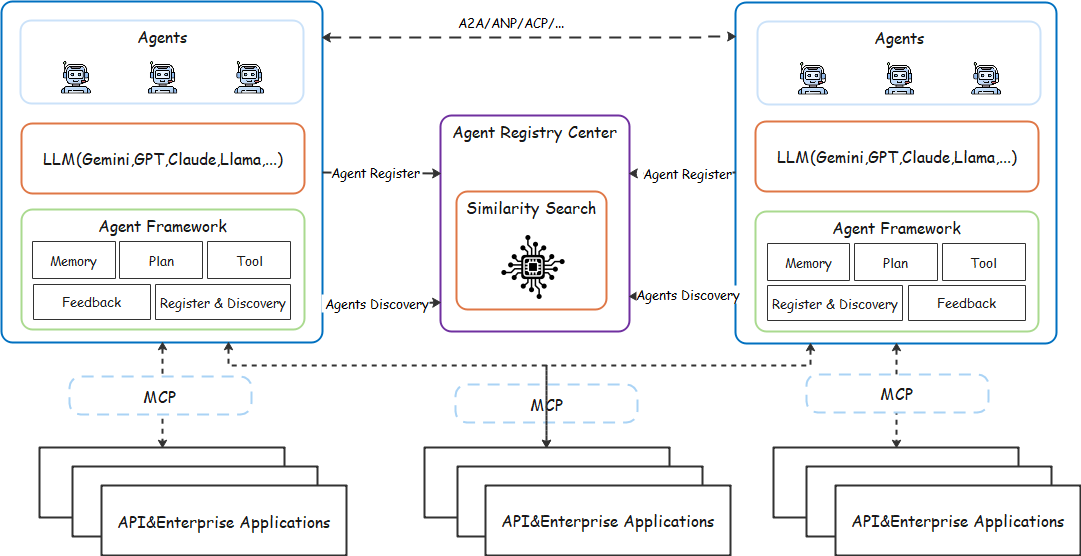 A2A/ANP/ACP/...
Agents
LLM(Gemini,GPT,Claude,Llama,...)
Agent Framework
Memory
Plan
Tool
Feedback
Register & Discovery
Agent Register
Agents Discovery
Agent Registry Center
Similarity Search
Agent Register
Agents Discovery
Agents
LLM(Gemini,GPT,Claude,Llama,...)
Agent Framework
Memory
Plan
Tool
Register & Discovery
Feedback
MCP
MCP
MCP
API&Enterprise Applications
API&Enterprise Applications
API&Enterprise Applications